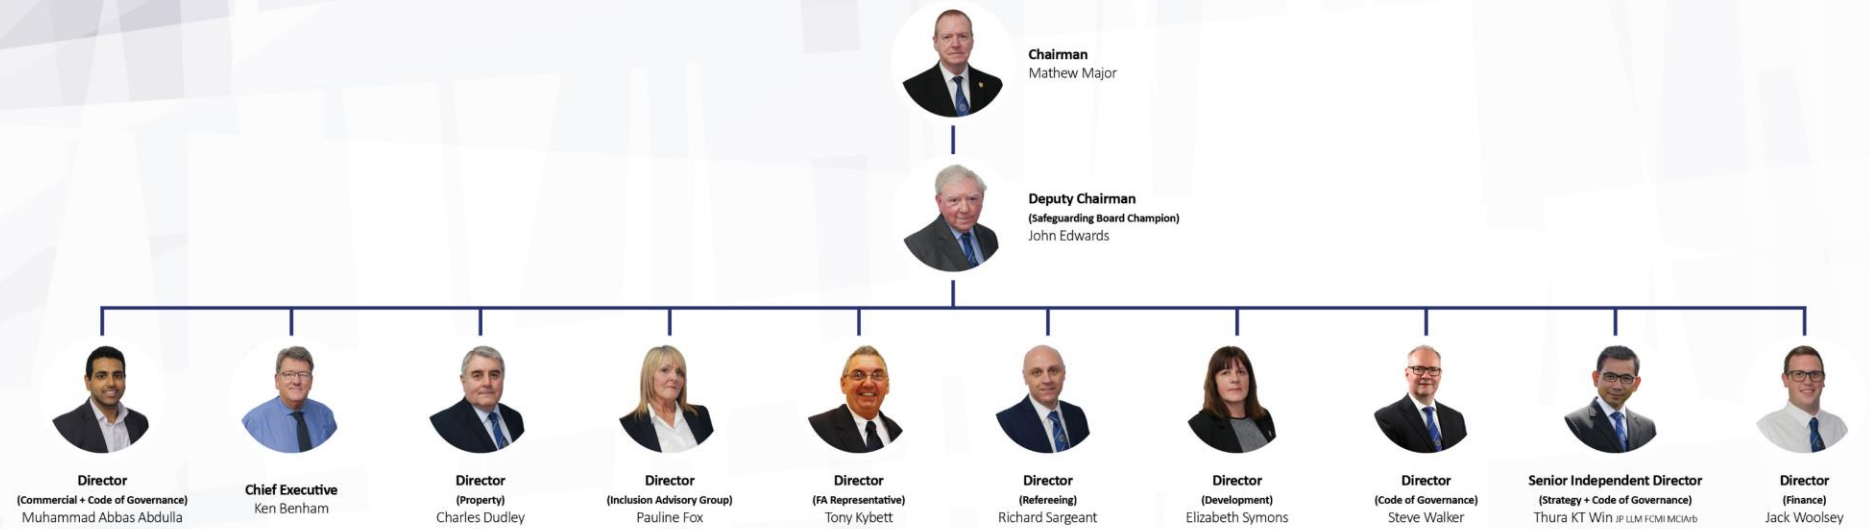 Chairman
Mathew Major
Deputy Chairman
(Safeguarding Board Champion)
John Edwards
Director
(Commercial + Code of Governance)
Muhammad Abbas Abdulla
Chief Executive
Ken Benham
Director
(Property)
Charles Dudley
Director
(Inclusion Advisory Group)
Pauline Fox
Director
(FA Representative)
Tony Kybett
Director
(Refereeing)
Richard Sargeant
Director
(Development)
Elizabeth Symons
Director
(Code of Governance)
Steve Walker
Senior Independent Director
(Strategy + Code of Governance)
Thura KT Win JP LLM FCMI MCIArb
Director
(Finance)
Jack Woolsey